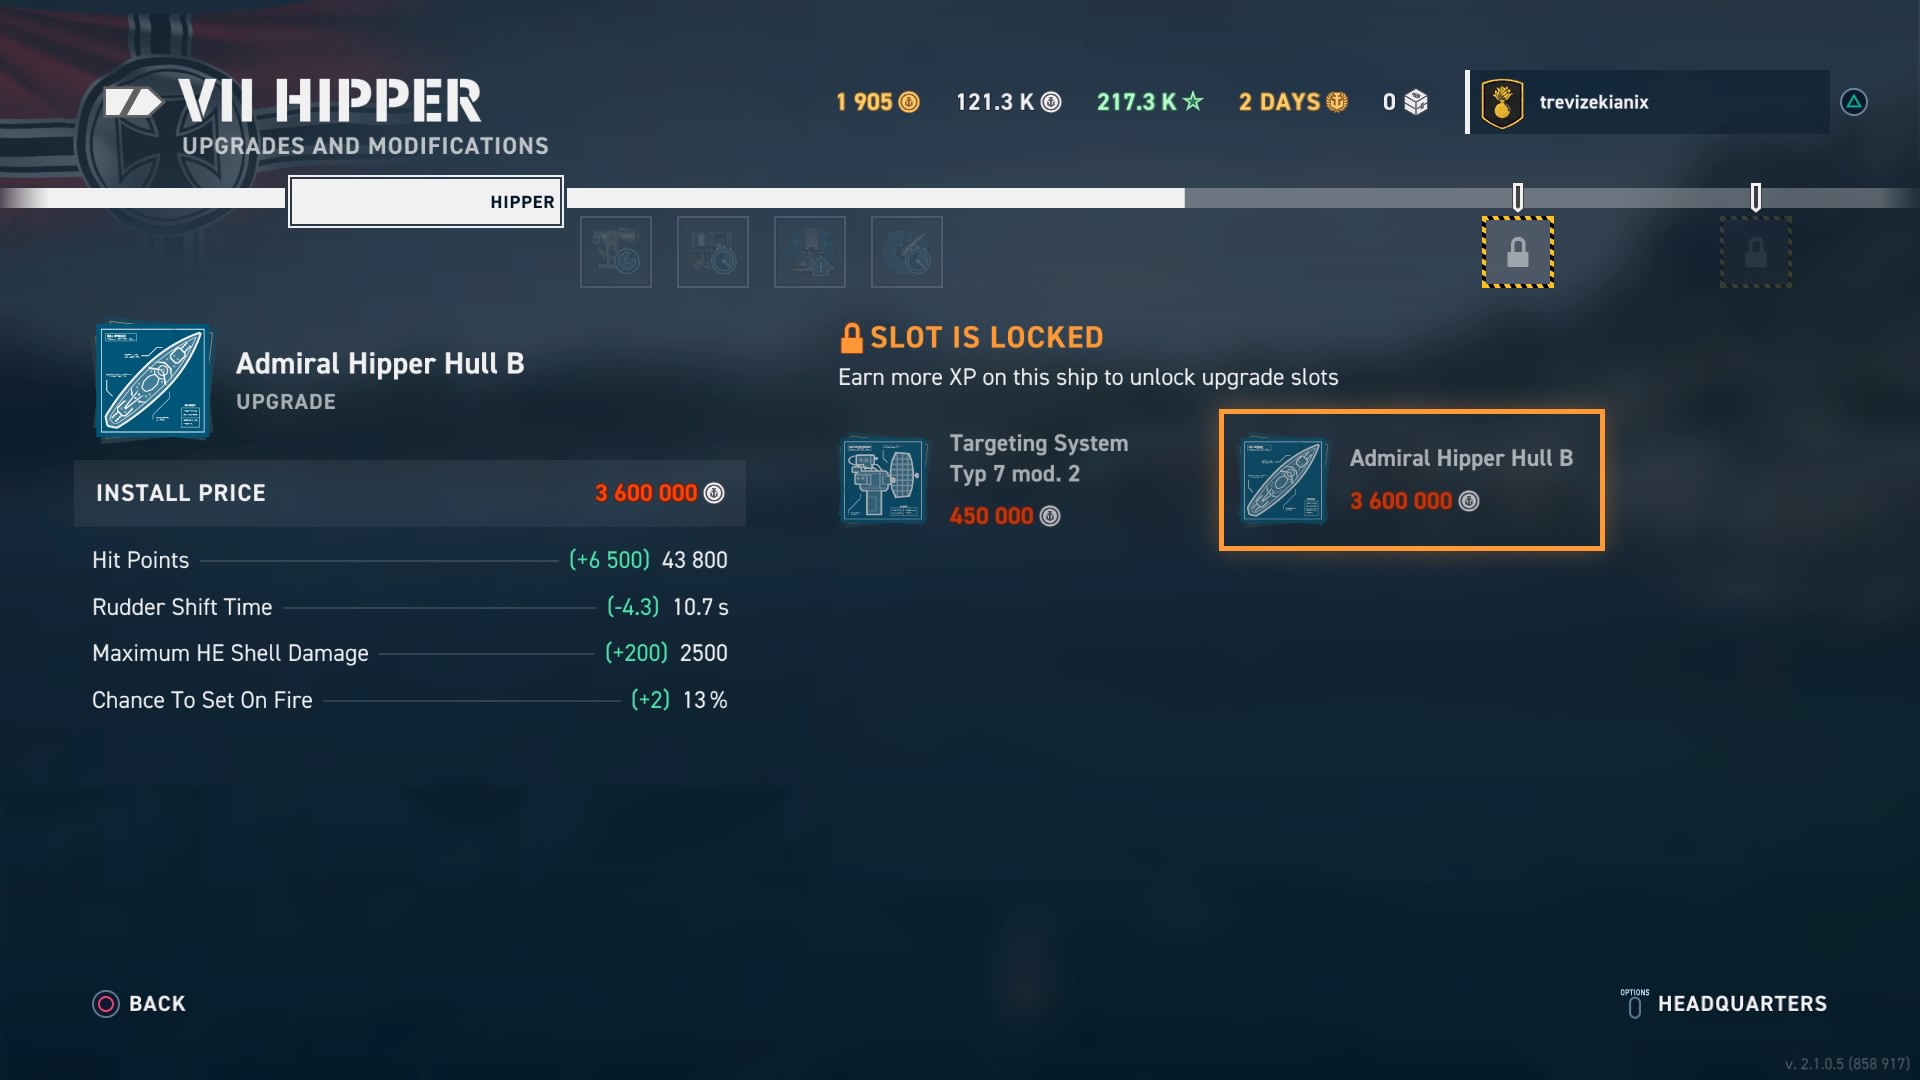 VII HIPPER
UPGRADES AND MODIFICATIONS
1 905
121.3 K
217.3 K
2 DAYS
0
trevizekianix
HIPPER
Admiral Hipper Hull B
UPGRADE
INSTALL PRICE 3 600 000
Hit Points (+6 500) 43 800
Rudder Shift Time (-4.3) 10.7 s
Maximum HE Shell Damage (+200) 2500
Chance To Set On Fire (+2) 13 %
SLOT IS LOCKED
Earn more XP on this ship to unlock upgrade slots
Targeting System
Typ 7 mod. 2
450 000
Admiral Hipper Hull B
3 600 000
BACK
OPTIONS
HEADQUARTERS
v. 2.1.0.5 (858 917)